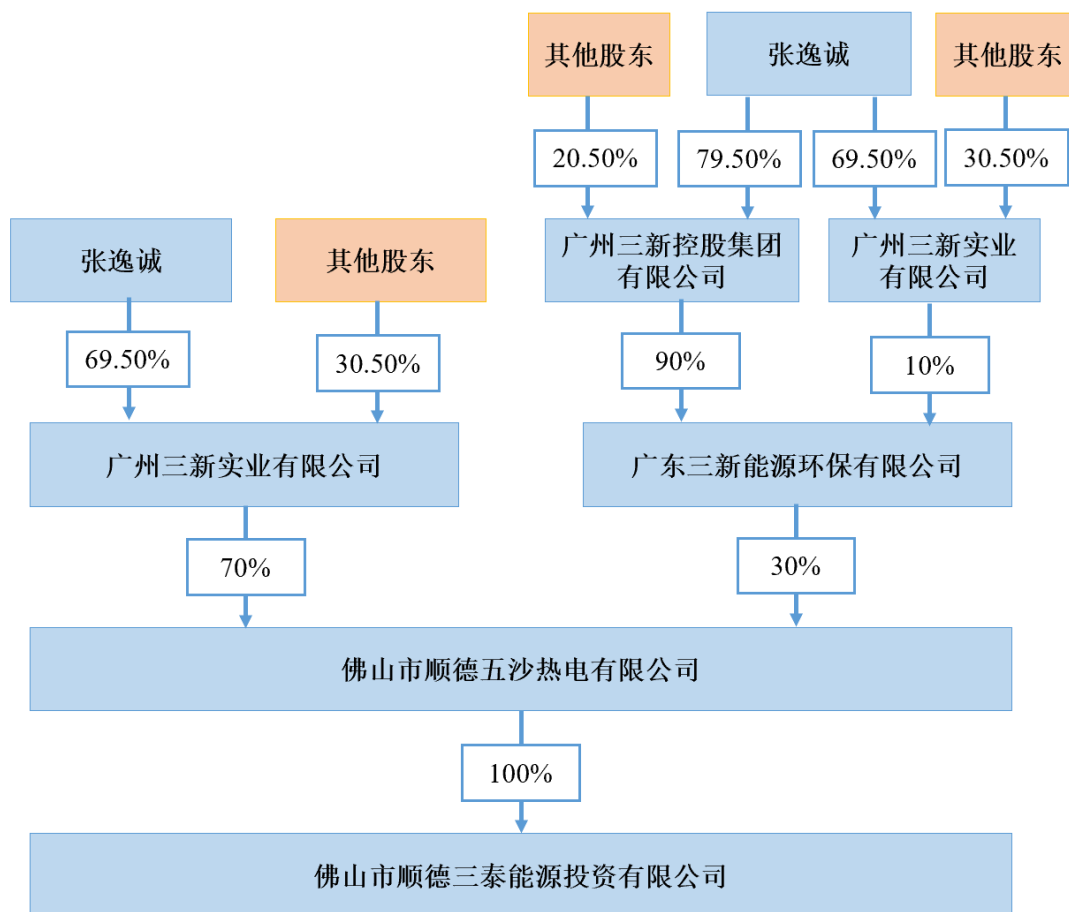 其他股东
张逸诚
其他股东
20.50%
79.50%
69.50%
30.50%
张逸诚
其他股东
广州三新控股集团
有限公司
广州三新实业
有限公司
69.50%
30.50%
90%
10%
广州三新实业有限公司
广东三新能源环保有限公司
70%
30%
佛山市顺德五沙热电有限公司
100%
佛山市顺德三泰能源投资有限公司